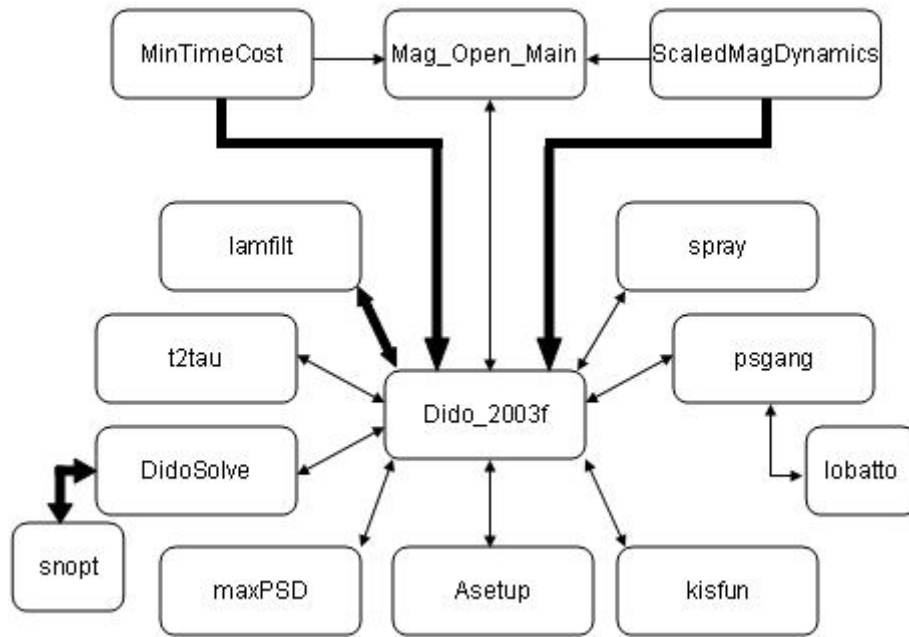 MinTimeCost
Mag_Open_Main
ScaledMagDynamics
lamfilt
spray
t2tau
psgang
Dido_2003f
DidoSolve
lobatto
snopt
maxPSD
Asetup
kisfun